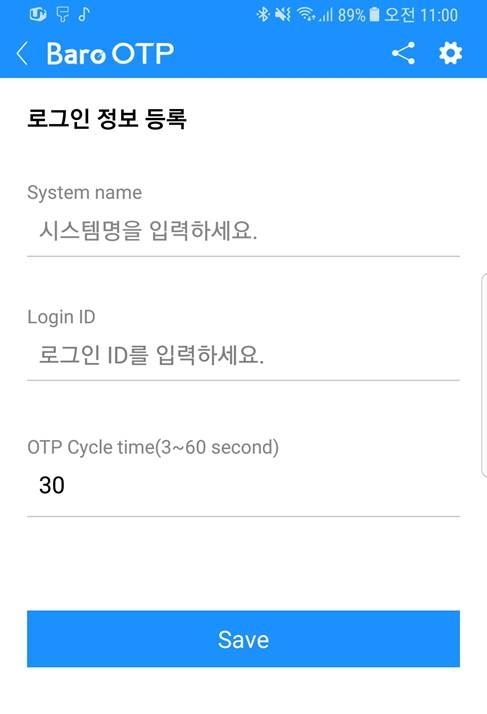 89% 오전 11:00
Baro OTP
로그인 정보 등록
System name
시스템명을 입력하세요.
Login ID
로그인 ID를 입력하세요.
OTP Cycle time(3~60 second)
30
Save